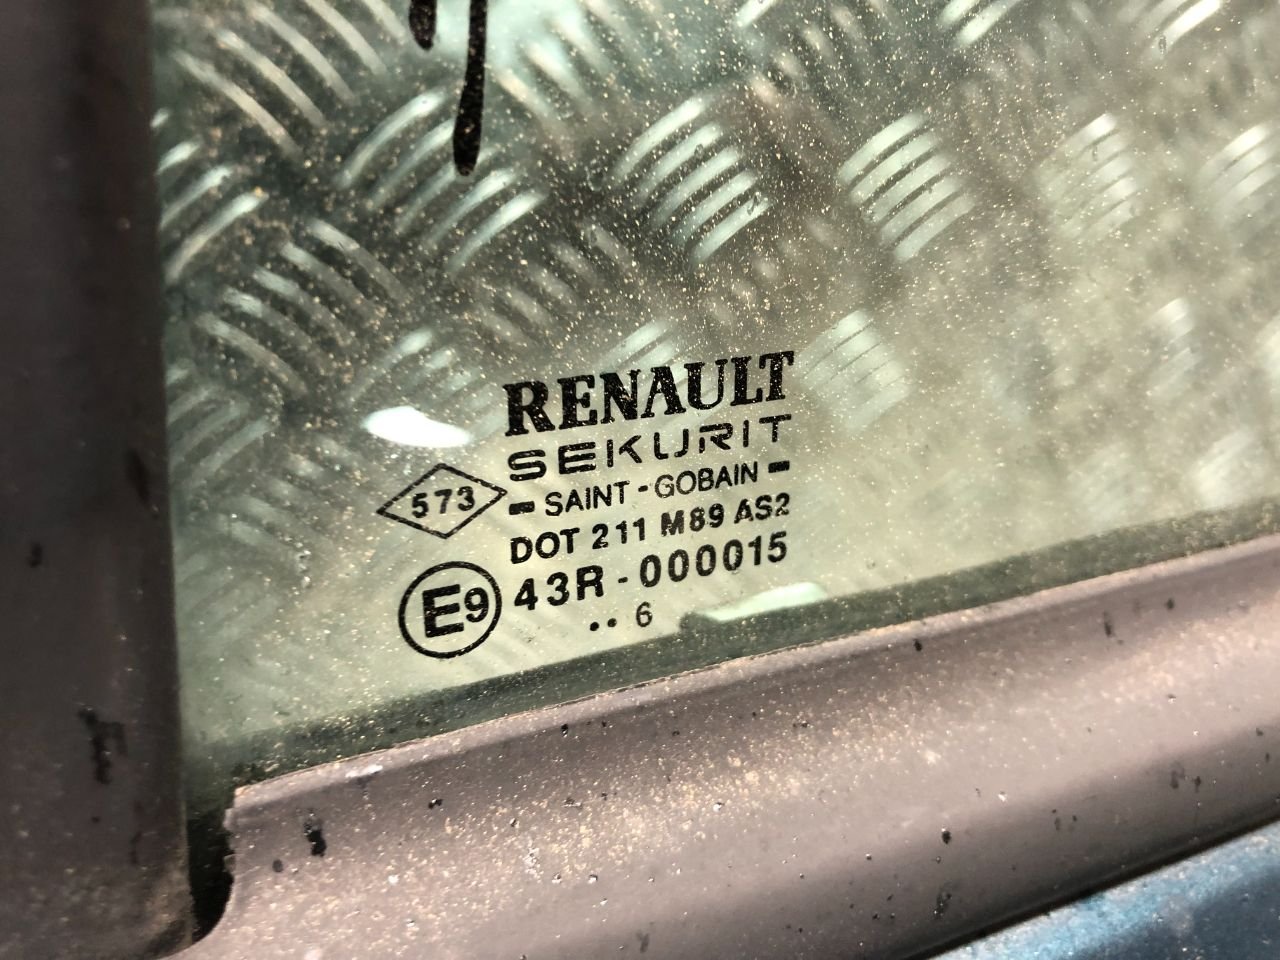 RENAULT
SEKURIT
573
- SAINT - GOBAIN -
DOT 211 M89 AS2
E9 43R - 000015
.. 6